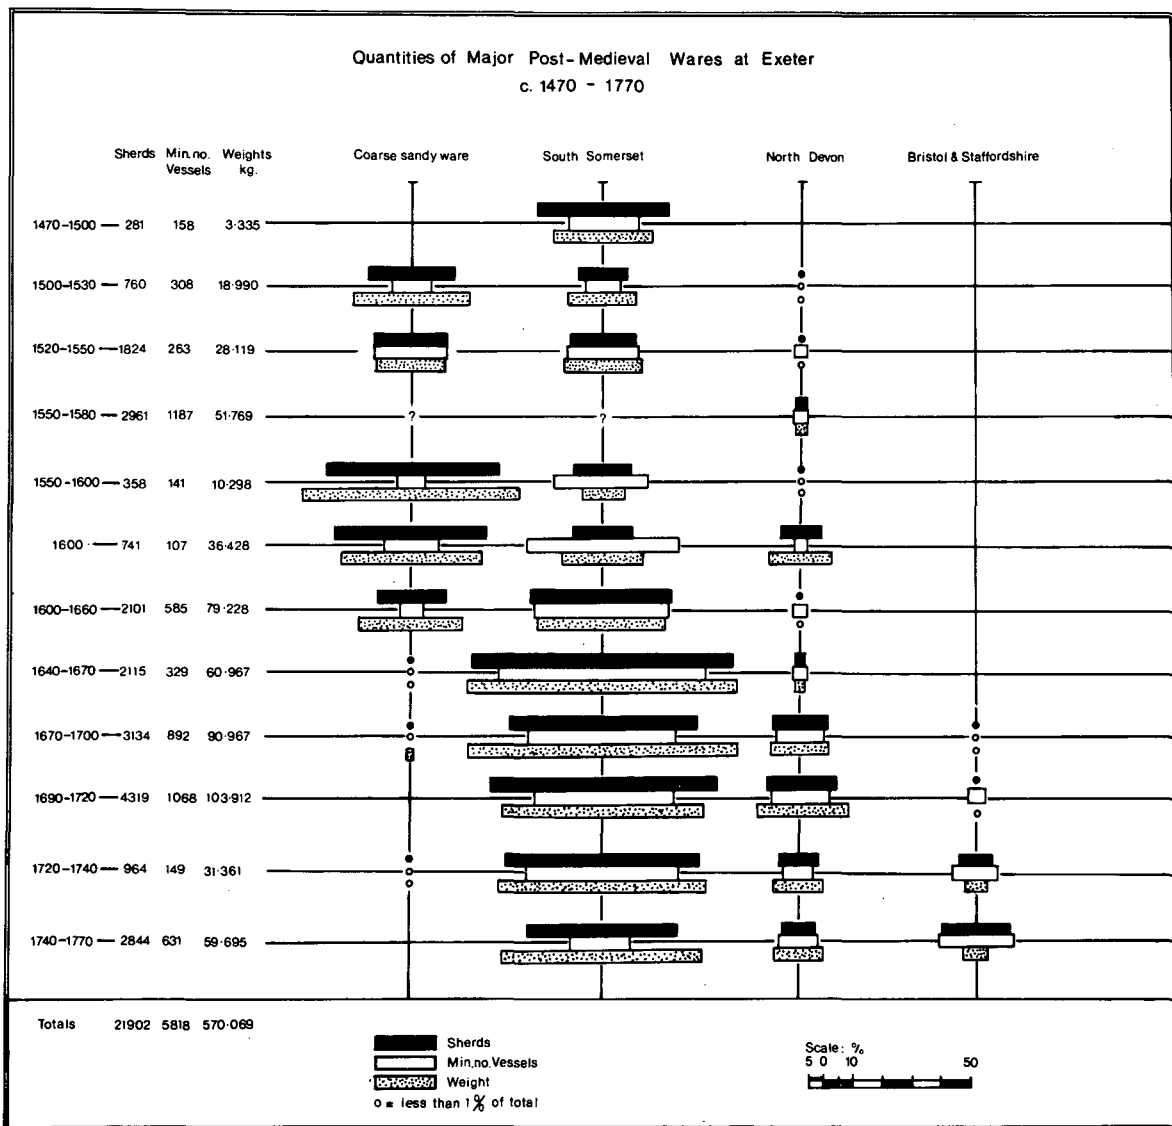 Quantities of Major Post-Medieval Wares at Exeter
c. 1470 - 1770
Sherds Min. no. Vessels Weights kg. Coarse sandy ware South Somerset North Devon Bristol & Staffordshire
1470-1500 281 158 3·335
1500-1530 760 308 18·990
1520-1550 1824 263 28·119
1550-1580 2961 1187 51·769 ? ?
1550-1600 358 141 10·298
1600 741 107 36·428
1600-1660 2101 585 79·228
1640-1670 2115 329 60·967
1670-1700 3134 892 90·967
1690-1720 4319 1068 103·912
1720-1740 964 149 31·361
1740-1770 2844 631 59·695
Totals 21902 5818 570·069
Sherds
Min.no.Vessels
Weight
o = less than 1% of total
Scale: %
5 0 10 50